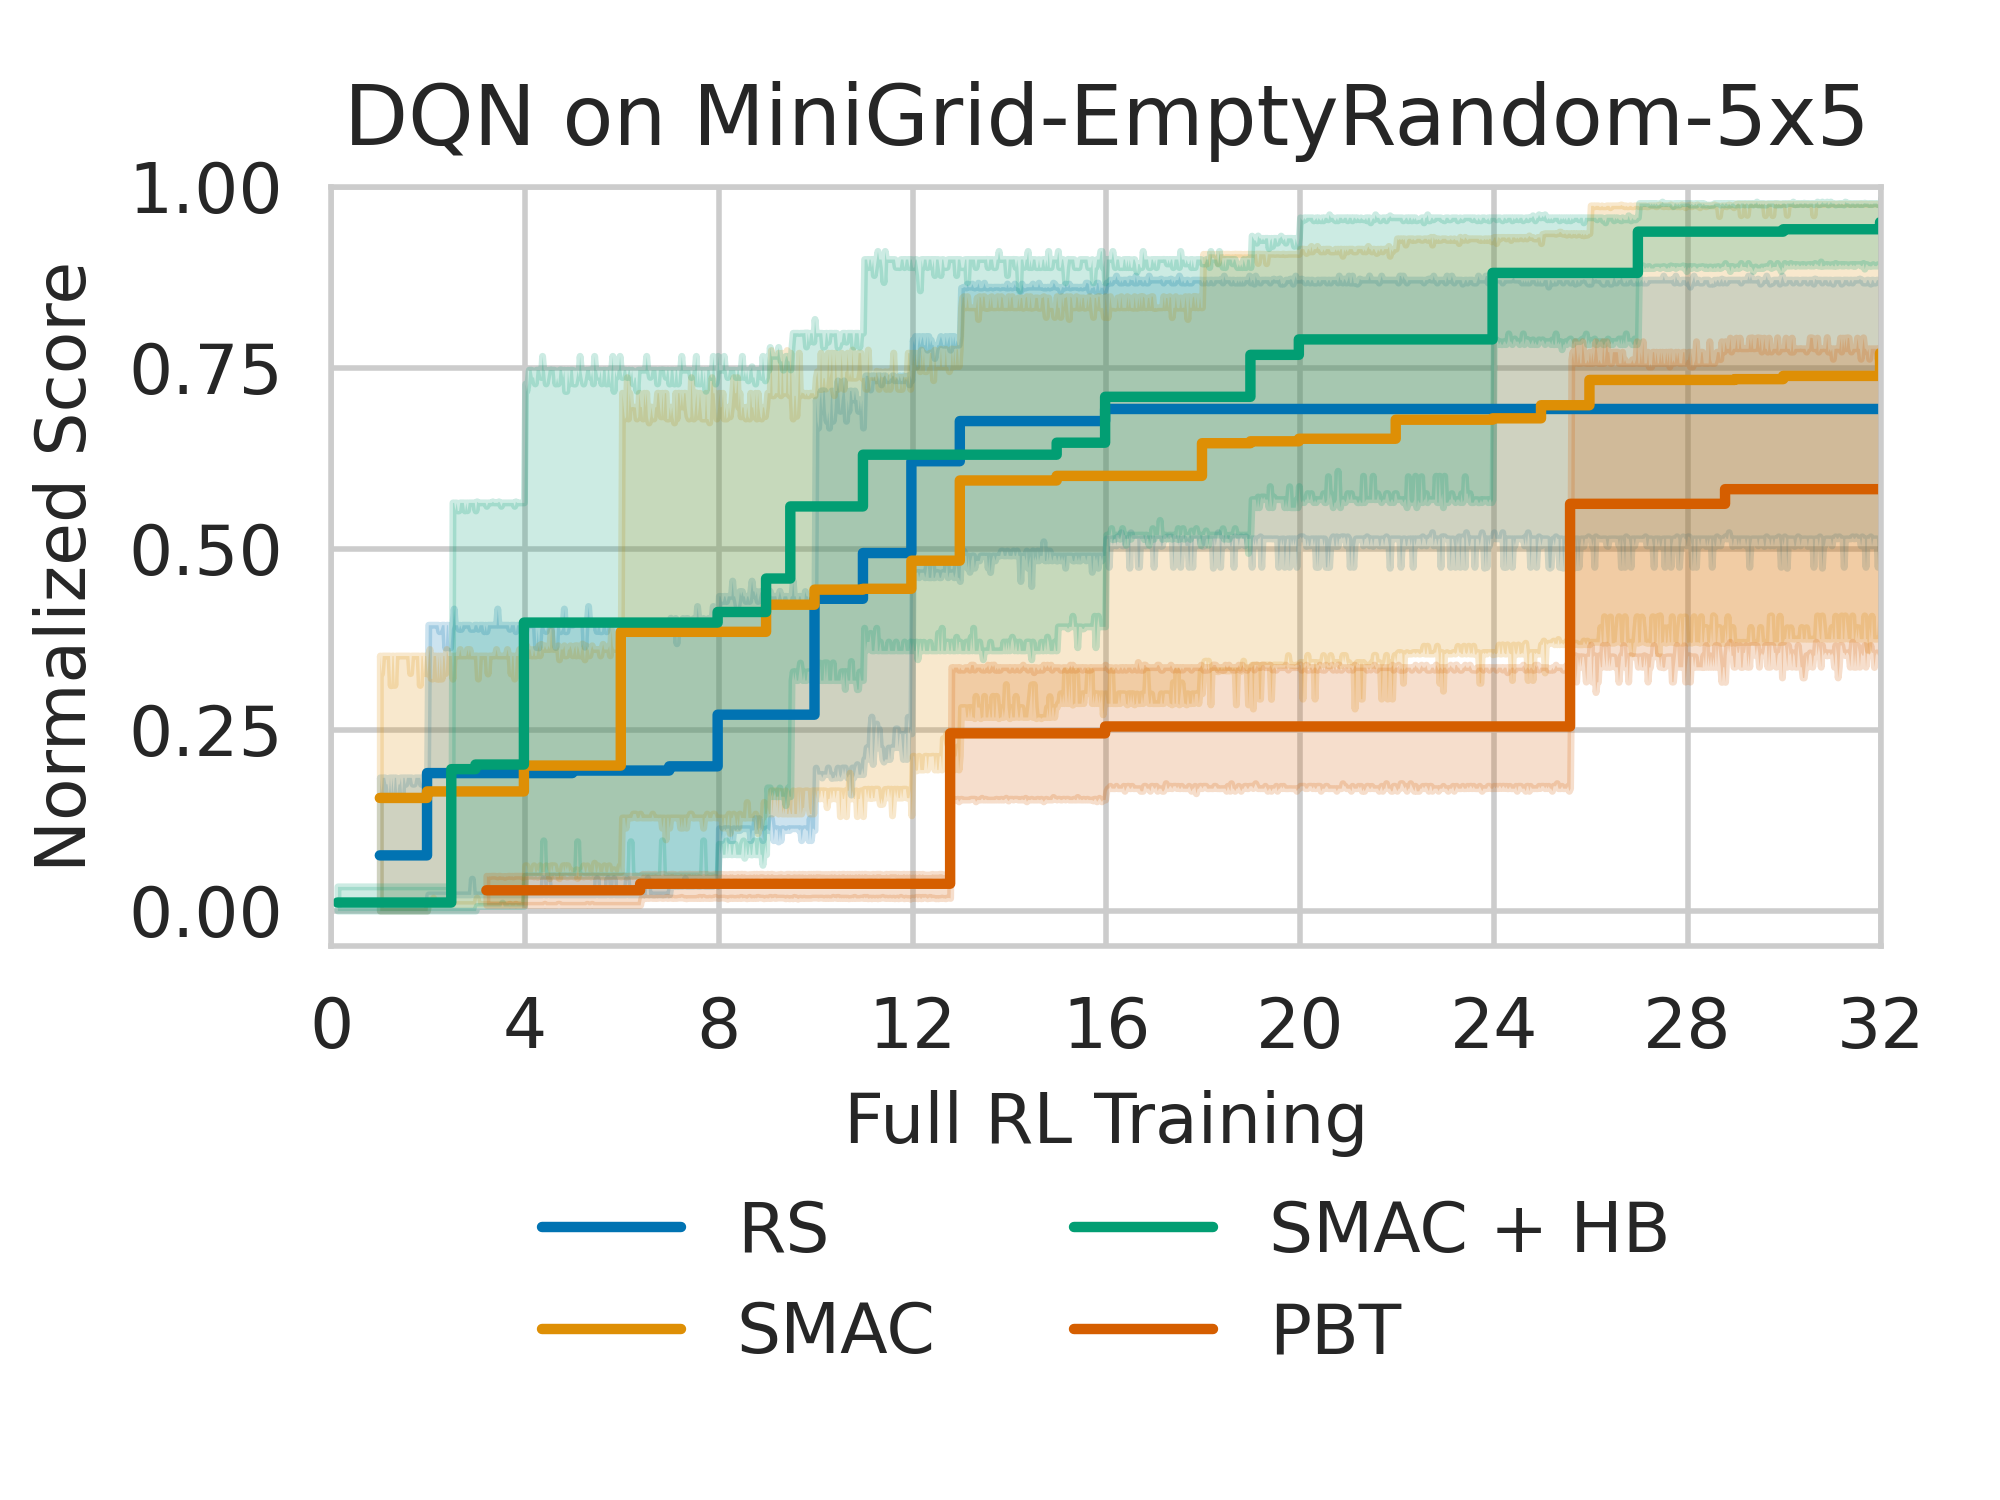 DQN on MiniGrid-EmptyRandom-5x5
Normalized Score
1.00
0.75
0.50
0.25
0.00
0 4 8 12 16 20 24 28 32
Full RL Training
RS
SMAC
SMAC + HB
PBT